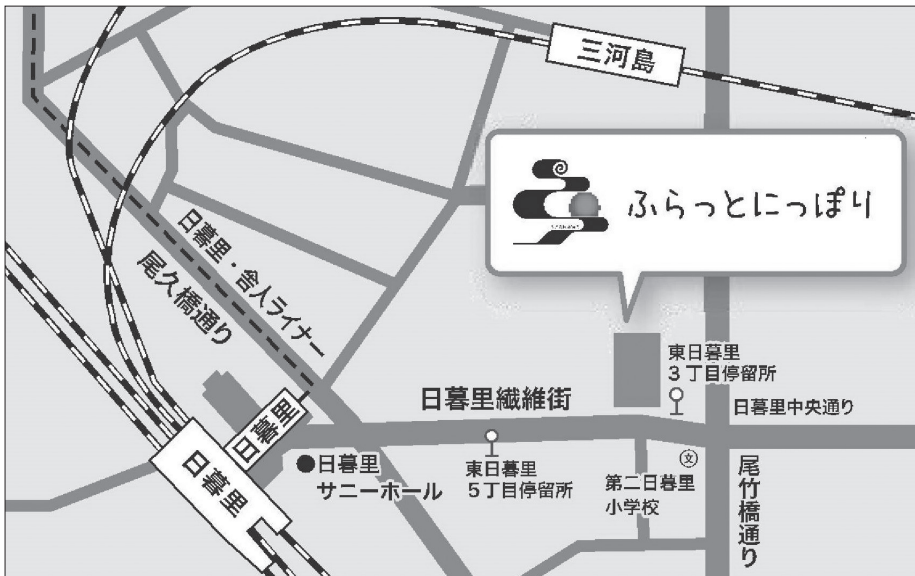 三河島
ふらっとにっぽり
日暮里・舎人ライナー
尾久橋通り
東日暮里
3丁目停留所
日暮里繊維街
日暮里中央通り
日暮里
日暮里
●日暮里
サニーホール
東日暮里
5丁目停留所
文
第二日暮里
小学校
尾竹橋通り